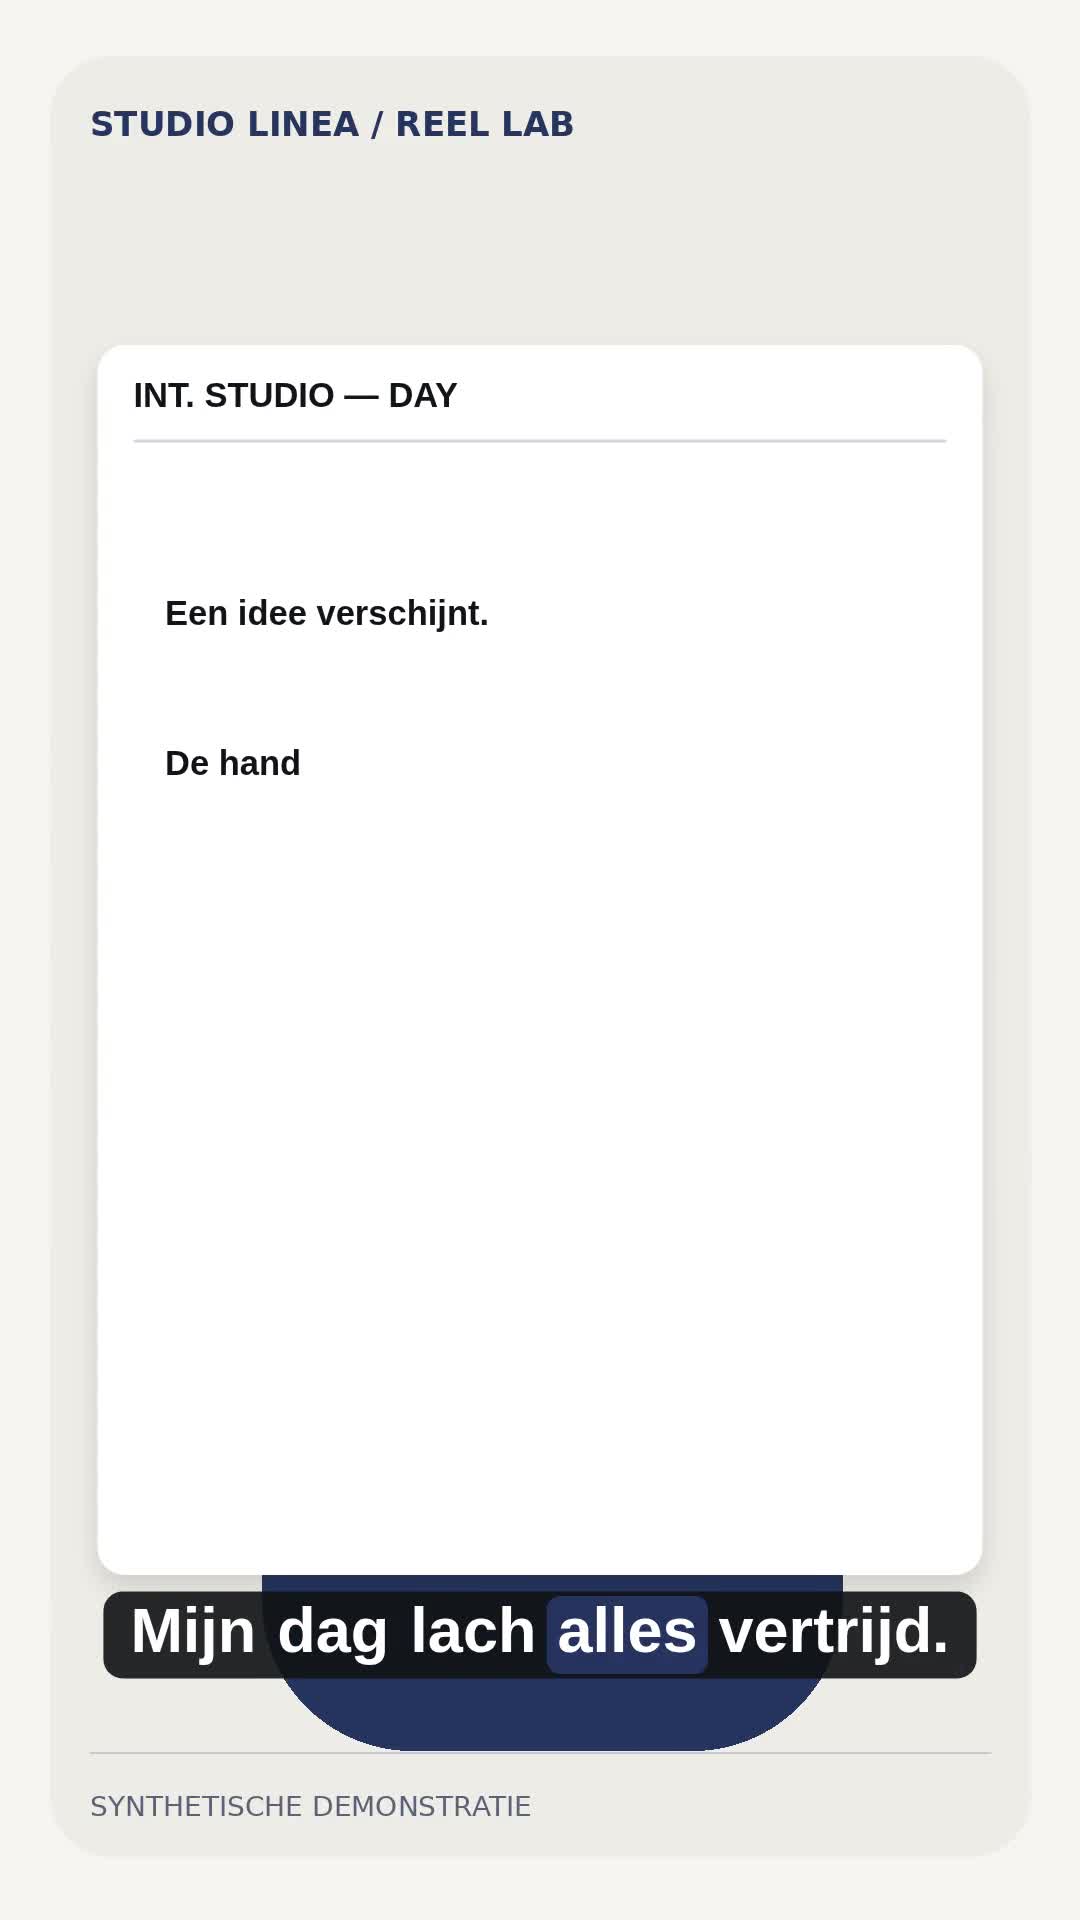 STUDIO LINEA / REEL LAB
INT. STUDIO — DAY
Een idee verschijnt.
De hand
Mijn dag lach alles vertrijd.
SYNTHETISCHE DEMONSTRATIE